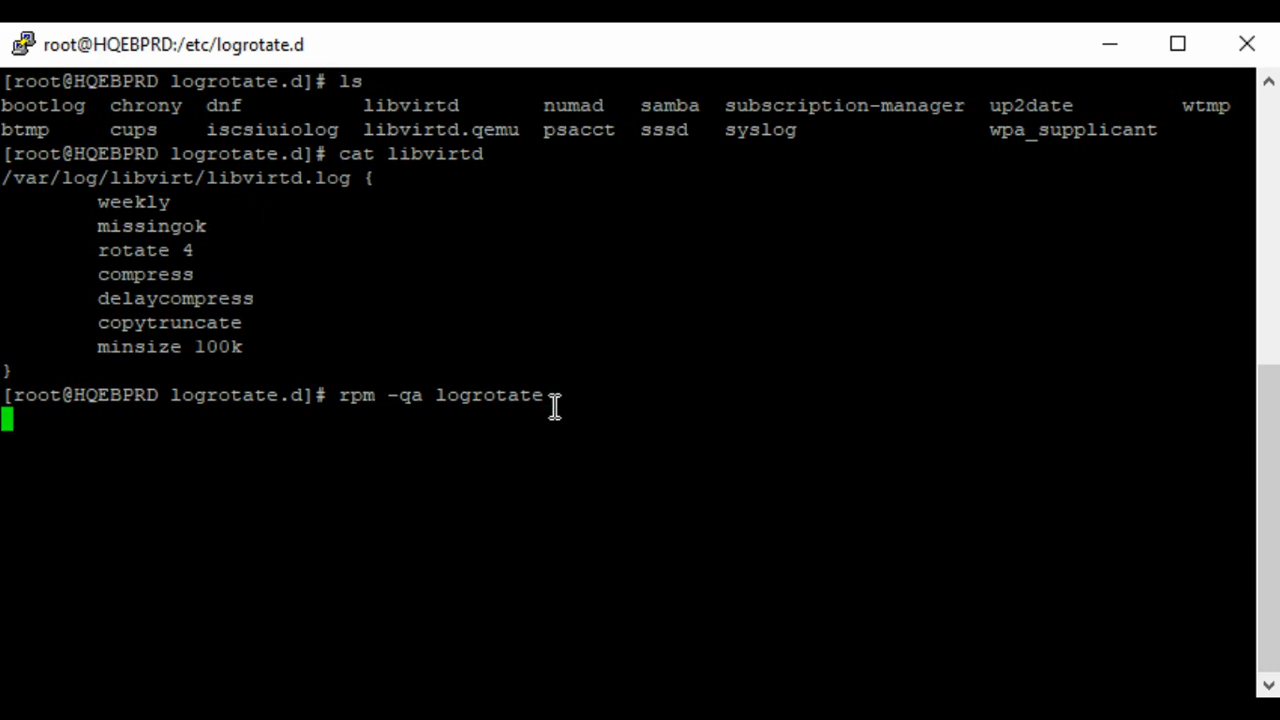 root@HQEBPRD:/etc/logrotate.d
[root@HQEBPRD logrotate.d]# ls
bootlog  chrony  dnf          libvirtd       numad   samba  subscription-manager  up2date         wtmp
btmp     cups    iscsiuiolog  libvirtd.qemu  psacct  sssd   syslog                wpa_supplicant
[root@HQEBPRD logrotate.d]# cat libvirtd
/var/log/libvirt/libvirtd.log {
        weekly
        missingok
        rotate 4
        compress
        delaycompress
        copytruncate
        minsize 100k
}
[root@HQEBPRD logrotate.d]# rpm -qa logrotate